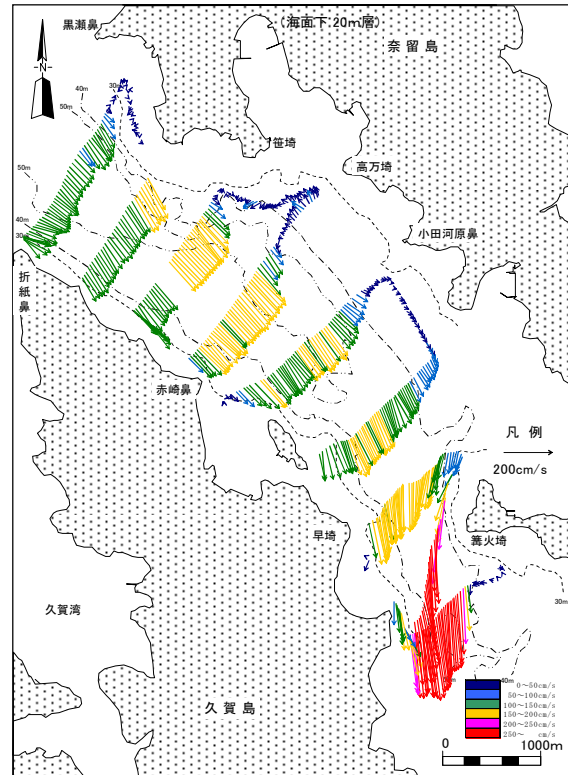 (海面下 20m層)
黒瀬鼻
奈留島
N
30m
40m
50m
笹埼
高万埼
50m
小田河原鼻
40m
30m
折紙鼻
赤崎鼻
凡例
200cm/s
早埼
篝火埼
30m
久賀湾
久賀島
40m
0～50cm/s
50～100cm/s
100～150cm/s
150～200cm/s
200～250cm/s
250～ cm/s
0 1000m